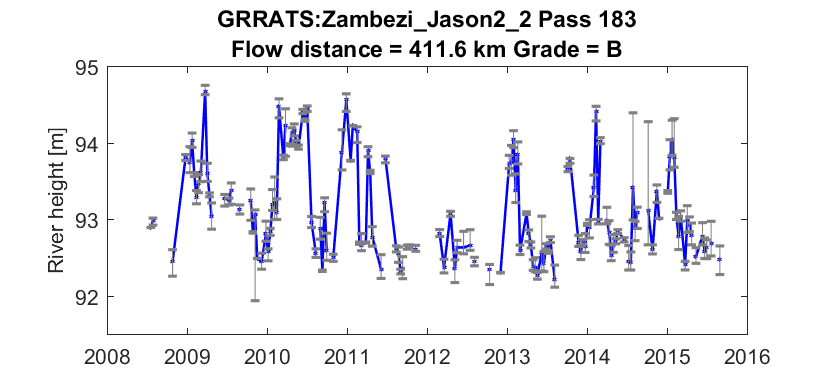 GRRATS:Zambezi_Jason2_2 Pass 183
Flow distance = 411.6 km Grade = B
River height [m]
95
94
93
92
2008 2009 2010 2011 2012 2013 2014 2015 2016